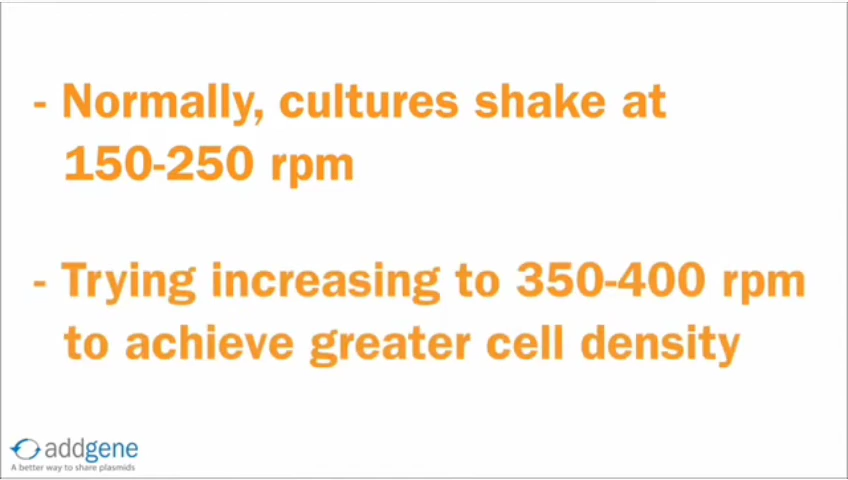 - Normally, cultures shake at
150-250 rpm
- Trying increasing to 350-400 rpm
to achieve greater cell density
addgene
A better way to share plasmids